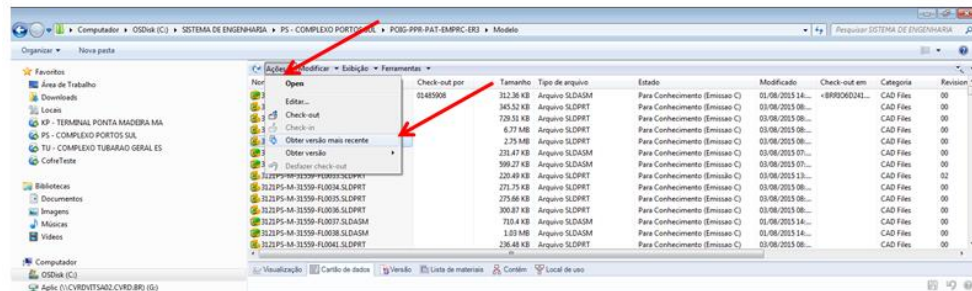 Computador ▸ OSDisk (C:) ▸ SISTEMA DE ENGENHARIA ▸ PS - COMPLEXO PORTOS SUL ▸ POIG-PPR-PAT-EMPRC-ER3 ▸ Modelo
Pesquisar SISTEMA DE ENGENHARIA
Organizar Nova pasta
Favoritos
Área de Trabalho
Downloads
Locais
KP - TERMINAL PONTA MADEIRA MA
PS - COMPLEXO PORTOS SUL
TU - COMPLEXO TUBARAO GERAL ES
CofreTeste
Bibliotecas
Documentos
Imagens
Músicas
Vídeos
Computador
OSDisk (C:)
Aplic (\\CVRDVITSA02.CVRD.BR) (G:)
Ações Modificar Exibição Ferramentas
Open
Editar...
Check-out
Check-in
Obter versão mais recente
Obter versão
Desfazer check-out
Check-out por Tamanho Tipo de arquivo Estado Modificado Check-out em Categoria Revision
01485908 312.36 KB Arquivo SLDASM Para Conhecimento (Emissao C) 01/08/2015 14:... CAD Files 00
345.52 KB Arquivo SLDPRT Para Conhecimento (Emissao C) 03/08/2015 08:... CAD Files 00
729.51 KB Arquivo SLDPRT Para Conhecimento (Emissao C) 03/08/2015 08:... CAD Files 00
6.77 MB Arquivo SLDPRT Para Conhecimento (Emissao C) 03/08/2015 08:... CAD Files 00
2.75 MB Arquivo SLDPRT Para Conhecimento (Emissao C) 03/08/2015 08:... CAD Files 00
231.47 KB Arquivo SLDASM Para Conhecimento (Emissao C) 03/08/2015 07:... CAD Files 00
599.27 KB Arquivo SLDASM Para Conhecimento (Emissao C) 03/08/2015 07:... CAD Files 00
3121PS-M-31559-FL0033.SLDPRT 220.49 KB Arquivo SLDPRT Para Conhecimento (Emissao C) 03/08/2015 13:... CAD Files 02
3121PS-M-31559-FL0035.SLDPRT 271.75 KB Arquivo SLDPRT Para Conhecimento (Emissao C) 03/08/2015 08:... CAD Files 00
3121PS-M-31559-FL0035.SLDPRT 275.66 KB Arquivo SLDPRT Para Conhecimento (Emissao C) 03/08/2015 08:... CAD Files 00
3121PS-M-31559-FL0036.SLDPRT 300.87 KB Arquivo SLDPRT Para Conhecimento (Emissao C) 03/08/2015 08:... CAD Files 00
3121PS-M-31559-FL0038.SLDASM 710.4 KB Arquivo SLDASM Para Conhecimento (Emissao C) 01/08/2015 14:... CAD Files 00
3121PS-M-31559-FL0038.SLDASM 1.03 MB Arquivo SLDASM Para Conhecimento (Emissao C) 01/08/2015 14:... CAD Files 00
3121PS-M-31559-FL0041.SLDPRT 236.48 KB Arquivo SLDPRT Para Conhecimento (Emissao C) 03/08/2015 08:... CAD Files 00
Visualização Cartão de dados Versão Lista de materiais Contém Local de uso